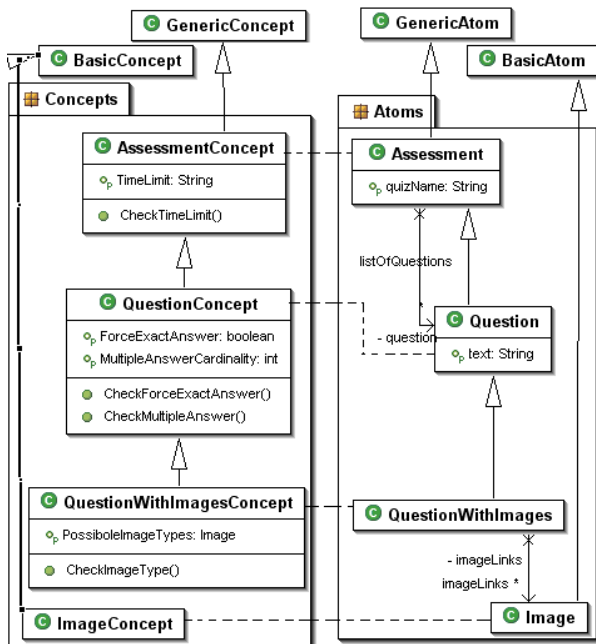 GenericConcept
BasicConcept
Concepts
AssessmentConcept
TimeLimit: String
CheckTimeLimit()
QuestionConcept
ForceExactAnswer: boolean
MultipleAnswerCardinality: int
CheckForceExactAnswer()
CheckMultipleAnswer()
QuestionWithImagesConcept
PossiboleImageTypes: Image
CheckImageType()
ImageConcept
GenericAtom
BasicAtom
Atoms
Assessment
quizName: String
listOfQuestions
*
- question
Question
text: String
QuestionWithImages
- imageLinks
imageLinks *
Image